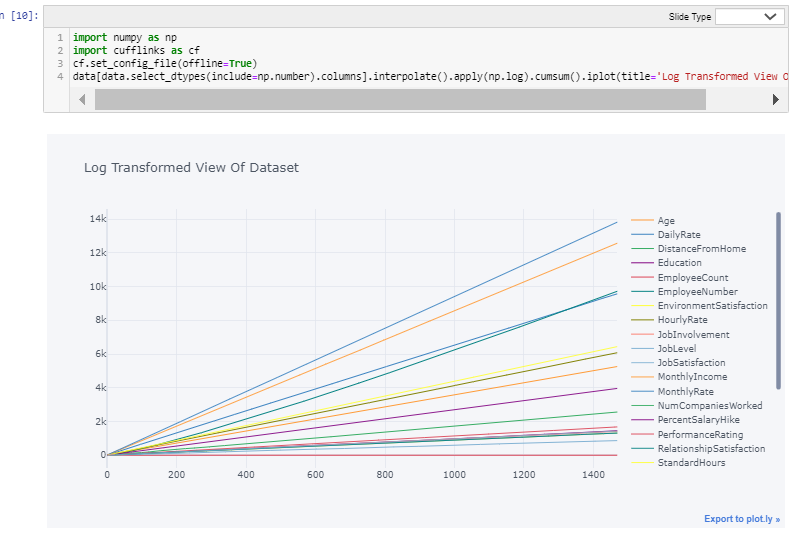 n [10]:
Slide Type
1 import numpy as np
2 import cufflinks as cf
3 cf.set_config_file(offline=True)
4 data[data.select_dtypes(include=np.number).columns].interpolate().apply(np.log).cumsum().iplot(title='Log Transformed View O
Log Transformed View Of Dataset
14k
12k
10k
8k
6k
4k
2k
0
0 200 400 600 800 1000 1200 1400
Age
DailyRate
DistanceFromHome
Education
EmployeeCount
EmployeeNumber
EnvironmentSatisfaction
HourlyRate
JobInvolvement
JobLevel
JobSatisfaction
MonthlyIncome
MonthlyRate
NumCompaniesWorked
PercentSalaryHike
PerformanceRating
RelationshipSatisfaction
StandardHours
Export to plot.ly »